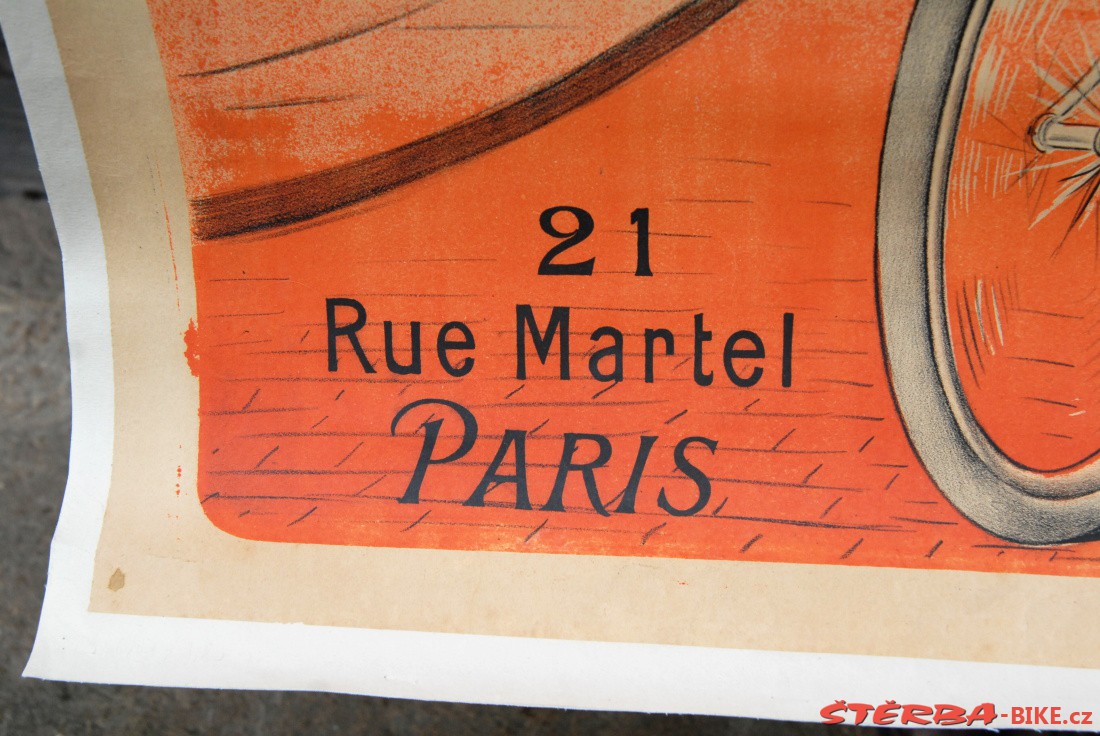 21
Rue Martel
PARIS
ŠTĚRBA-BIKE.cz